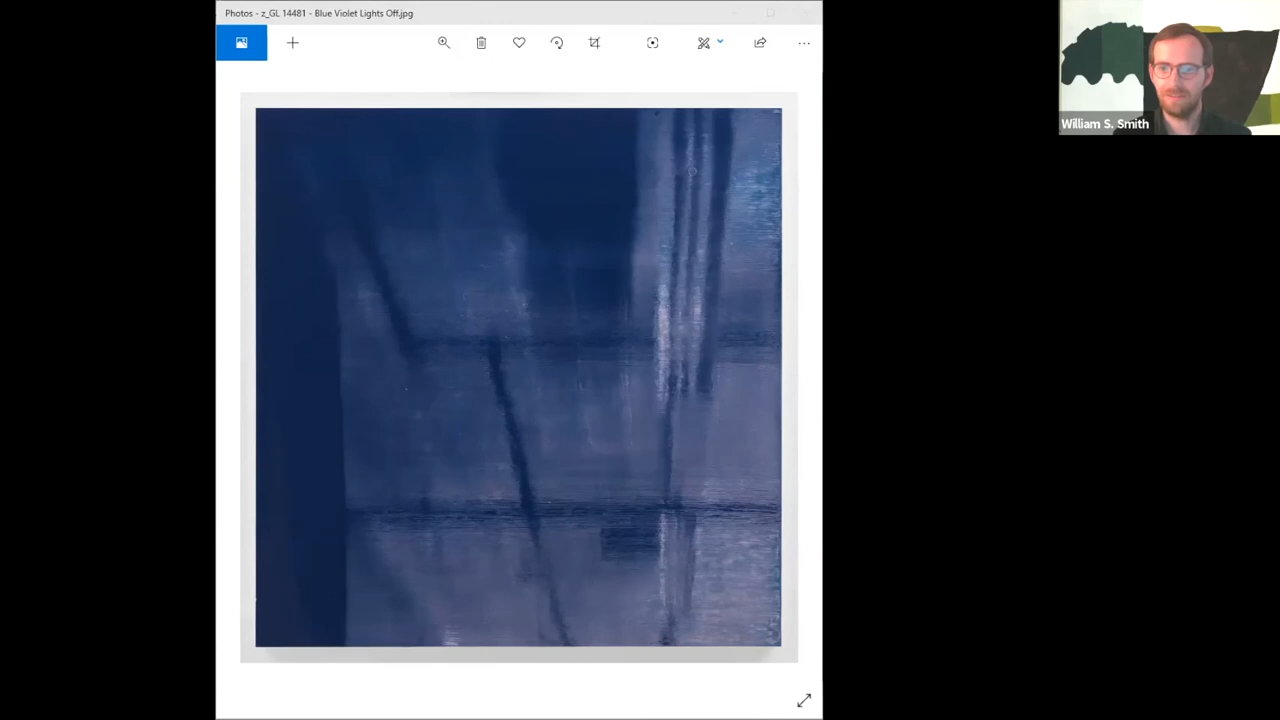 Photos - z_GL 14481 - Blue Violet Lights Off.jpg
William S. Smith